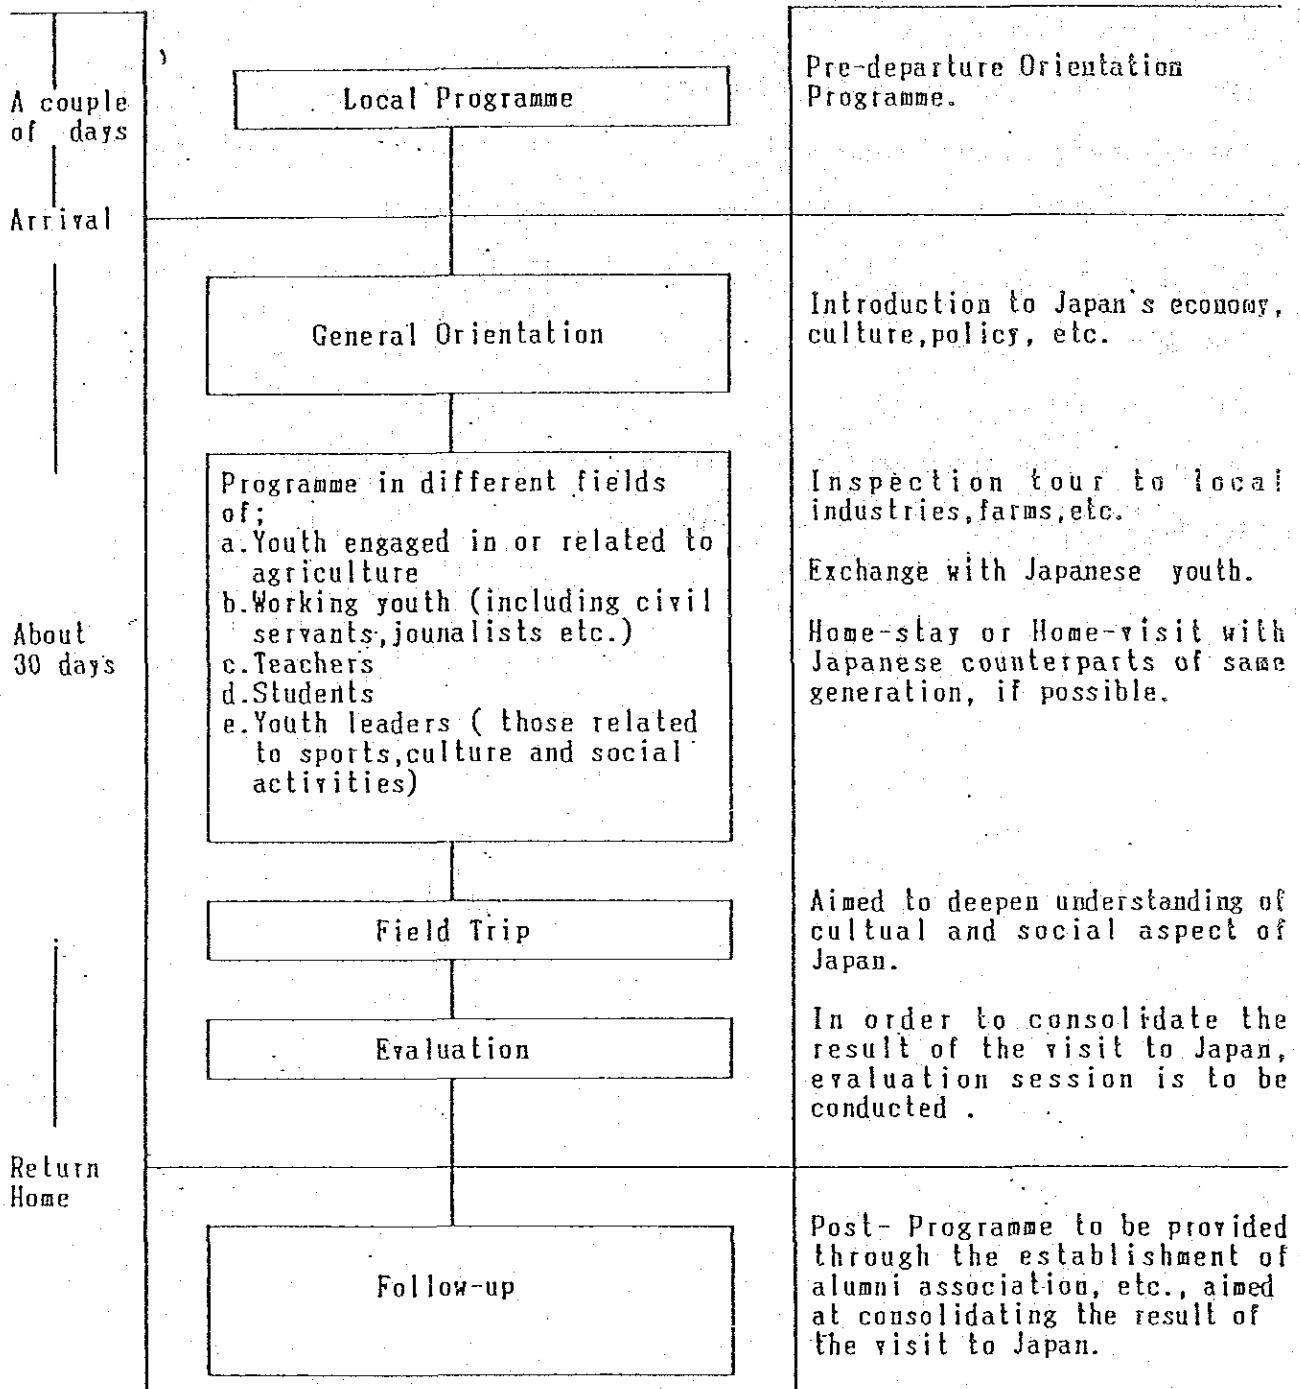 A couple
of days
Local Programme
Pre-departure Orientation
Programme.
Arrival
General Orientation
Introduction to Japan's economy,
culture,policy, etc.
About
30 days
Programme in different fields
of;
a.Youth engaged in or related to
agriculture
b.Working youth (including civil
servants,jounalists etc.)
c.Teachers
d.Students
e.Youth leaders ( those related
to sports,culture and social
activities)
Inspection tour to local
industries,farms,etc.
Exchange with Japanese youth.
Home-stay or Home-visit with
Japanese counterparts of same
generation, if possible.
Field Trip
Aimed to deepen understanding of
cultual and social aspect of
Japan.
Evaluation
In order to consolidate the
result of the visit to Japan,
evaluation session is to be
conducted .
Return
Home
Follow-up
Post- Programme to be provided
through the establishment of
alumni association, etc., aimed
at consolidating the result of
the visit to Japan.